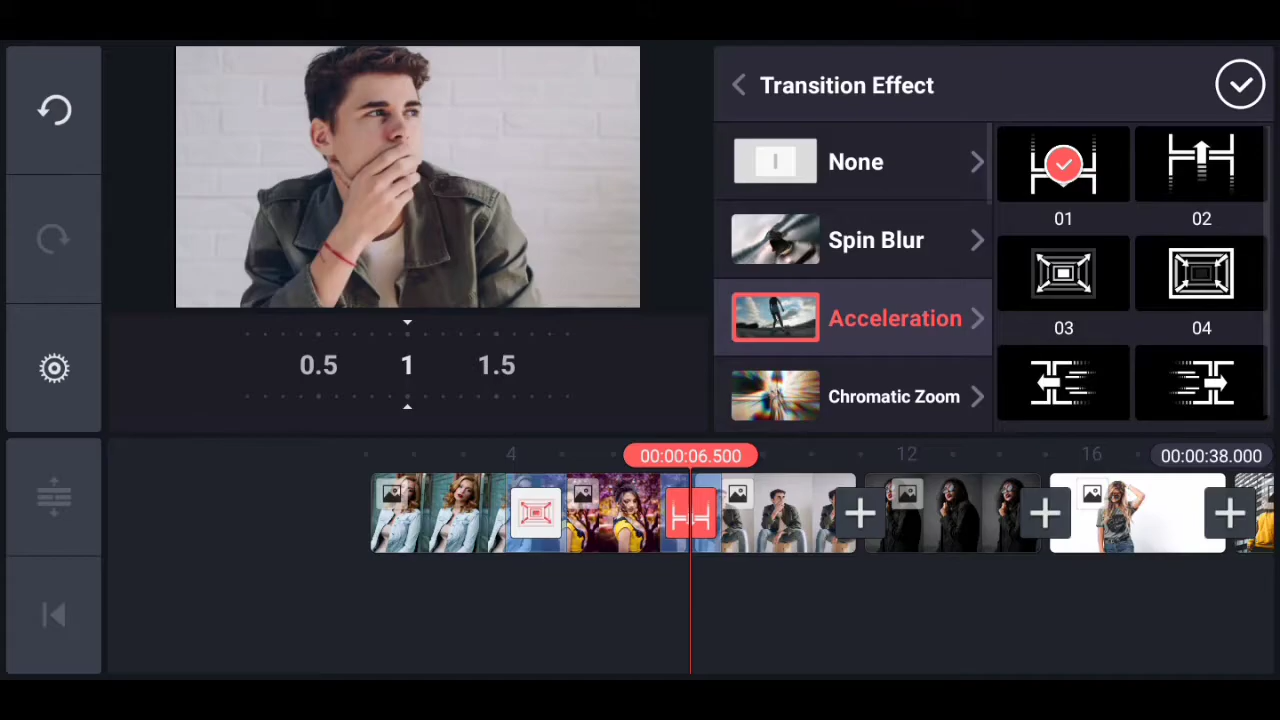 Transition Effect
None
01
02
Spin Blur
Acceleration
03
04
0.5
1
1.5
Chromatic Zoom
4
00:00:06.500
12
16
00:00:38.000